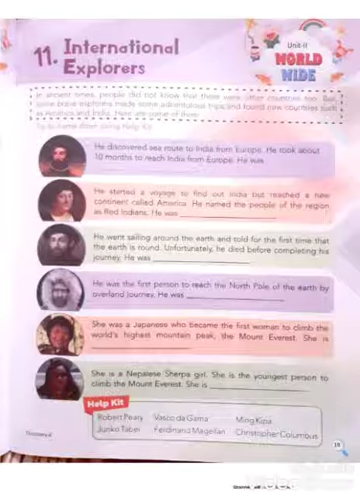 11. International
Explorers
Unit-II
WORLD
WIDE
In ancient times, people did not know that there were other countries too. But
some brave explorers made some adventurous trips and found new countries such
as America and India. Here are some of them.
Try to name them using Help Kit.
He discovered sea route to India from Europe. He took about
10 months to reach India from Europe. He was
He started a voyage to find out India but reached a new
continent called America. He named the people of the region
as Red Indians. He was
He went sailing around the earth and told for the first time that
the earth is round. Unfortunately, he died before completing his
journey. He was
He was the first person to reach the North Pole of the earth by
overland journey. He was
She was a Japanese who became the first woman to climb the
world's highest mountain peak, the Mount Everest. She is
She is a Nepalese Sherpa girl. She is the youngest person to
climb the Mount Everest. She is
Help Kit
Robert Peary Vasco da Gama Ming Kipa
Junko Tabei Ferdinand Magellan Christopher Columbus